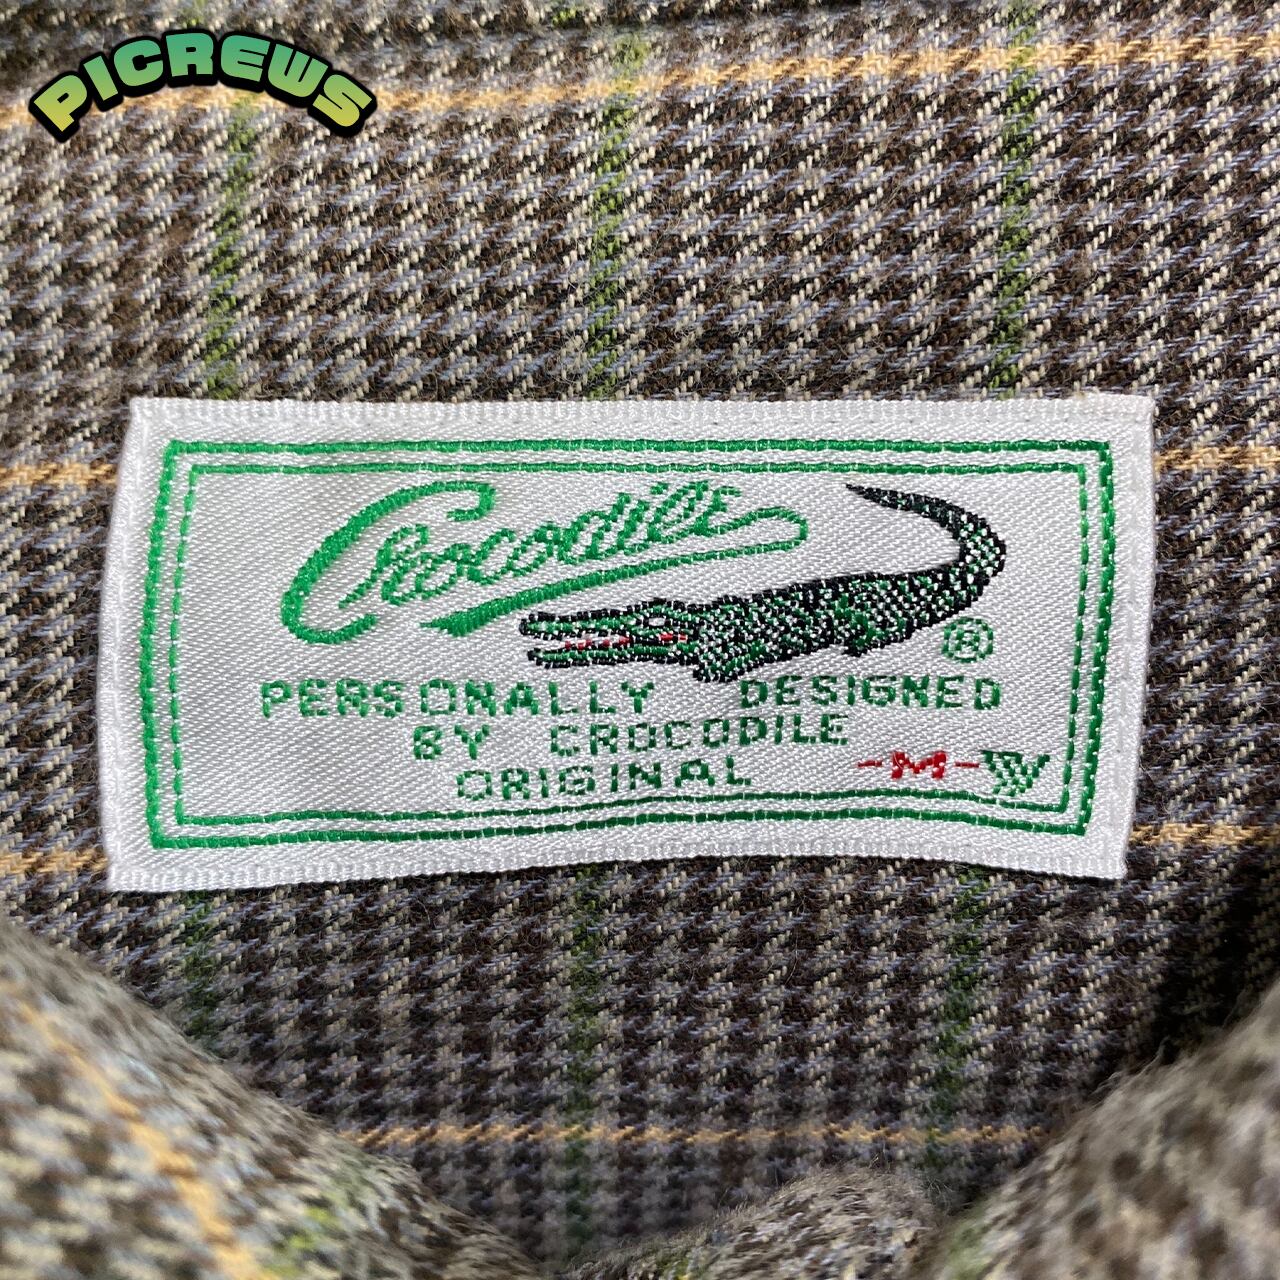 PICREWS
Crocodile
®
PERSONALLY DESIGNED
BY CROCODILE
ORIGINAL
-M-